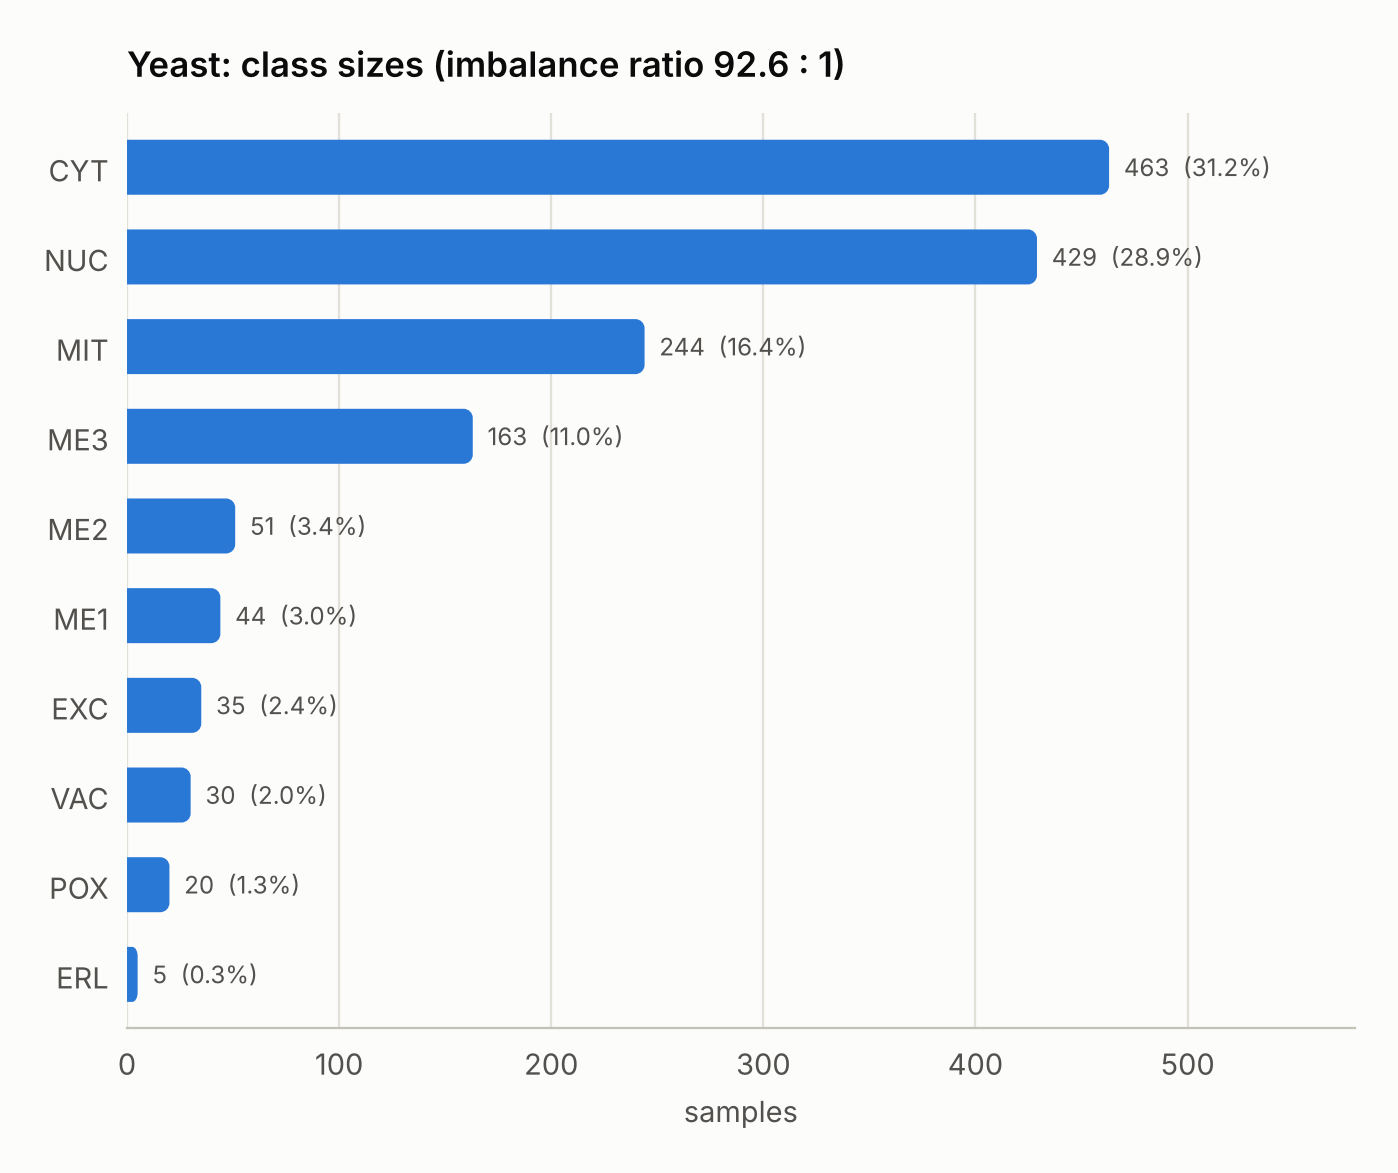 Yeast: class sizes (imbalance ratio 92.6 : 1)
CYT 463 (31.2%)
NUC 429 (28.9%)
MIT 244 (16.4%)
ME3 163 (11.0%)
ME2 51 (3.4%)
ME1 44 (3.0%)
EXC 35 (2.4%)
VAC 30 (2.0%)
POX 20 (1.3%)
ERL 5 (0.3%)
0 100 200 300 400 500
samples